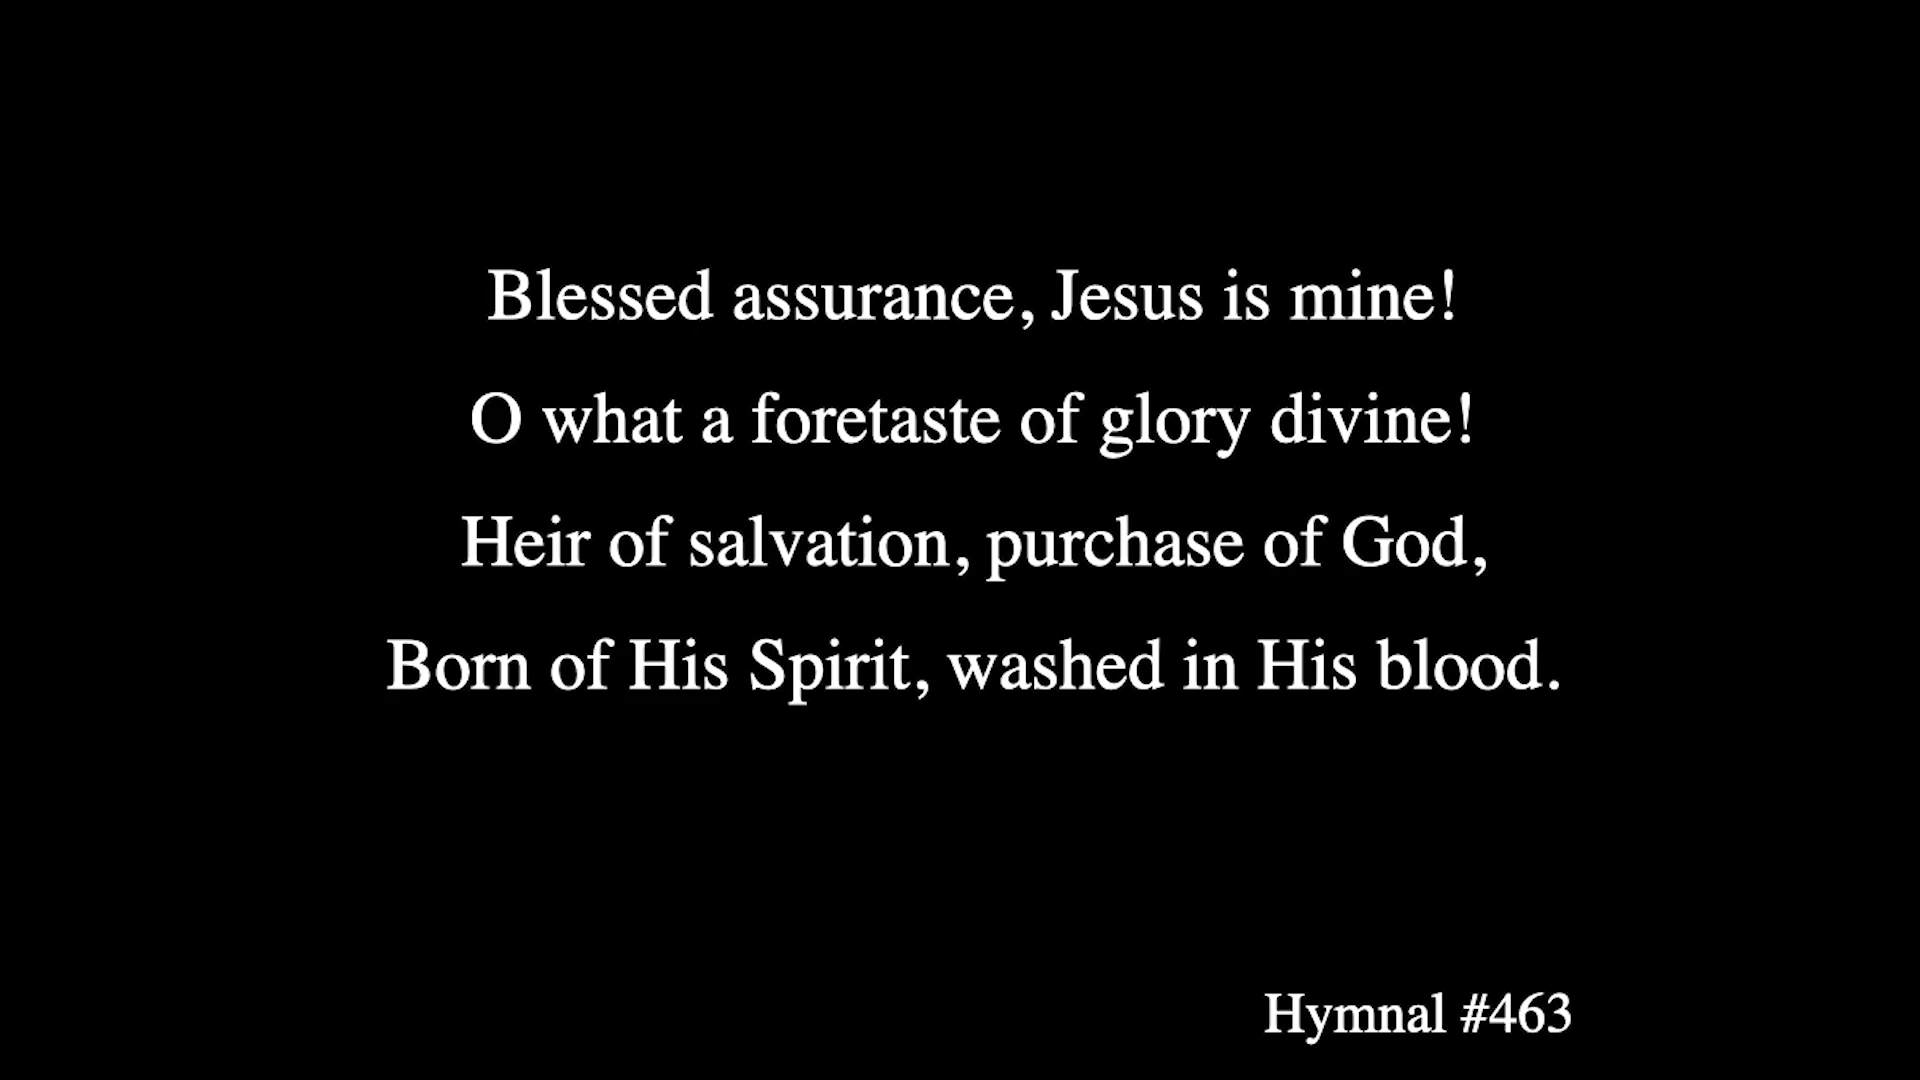 Blessed assurance, Jesus is mine!
O what a foretaste of glory divine!
Heir of salvation, purchase of God,
Born of His Spirit, washed in His blood.
Hymnal #463